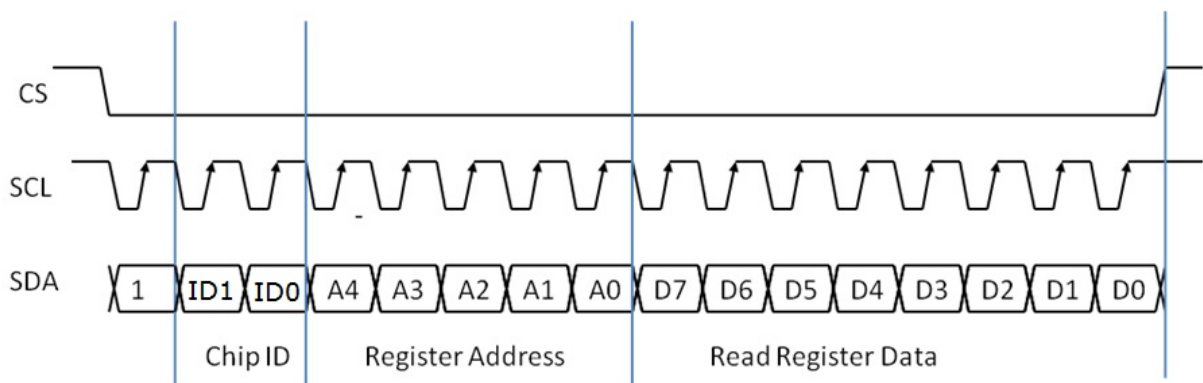 CS
SCL
SDA 1 ID1 ID0 A4 A3 A2 A1 A0 D7 D6 D5 D4 D3 D2 D1 D0
Chip ID Register Address Read Register Data